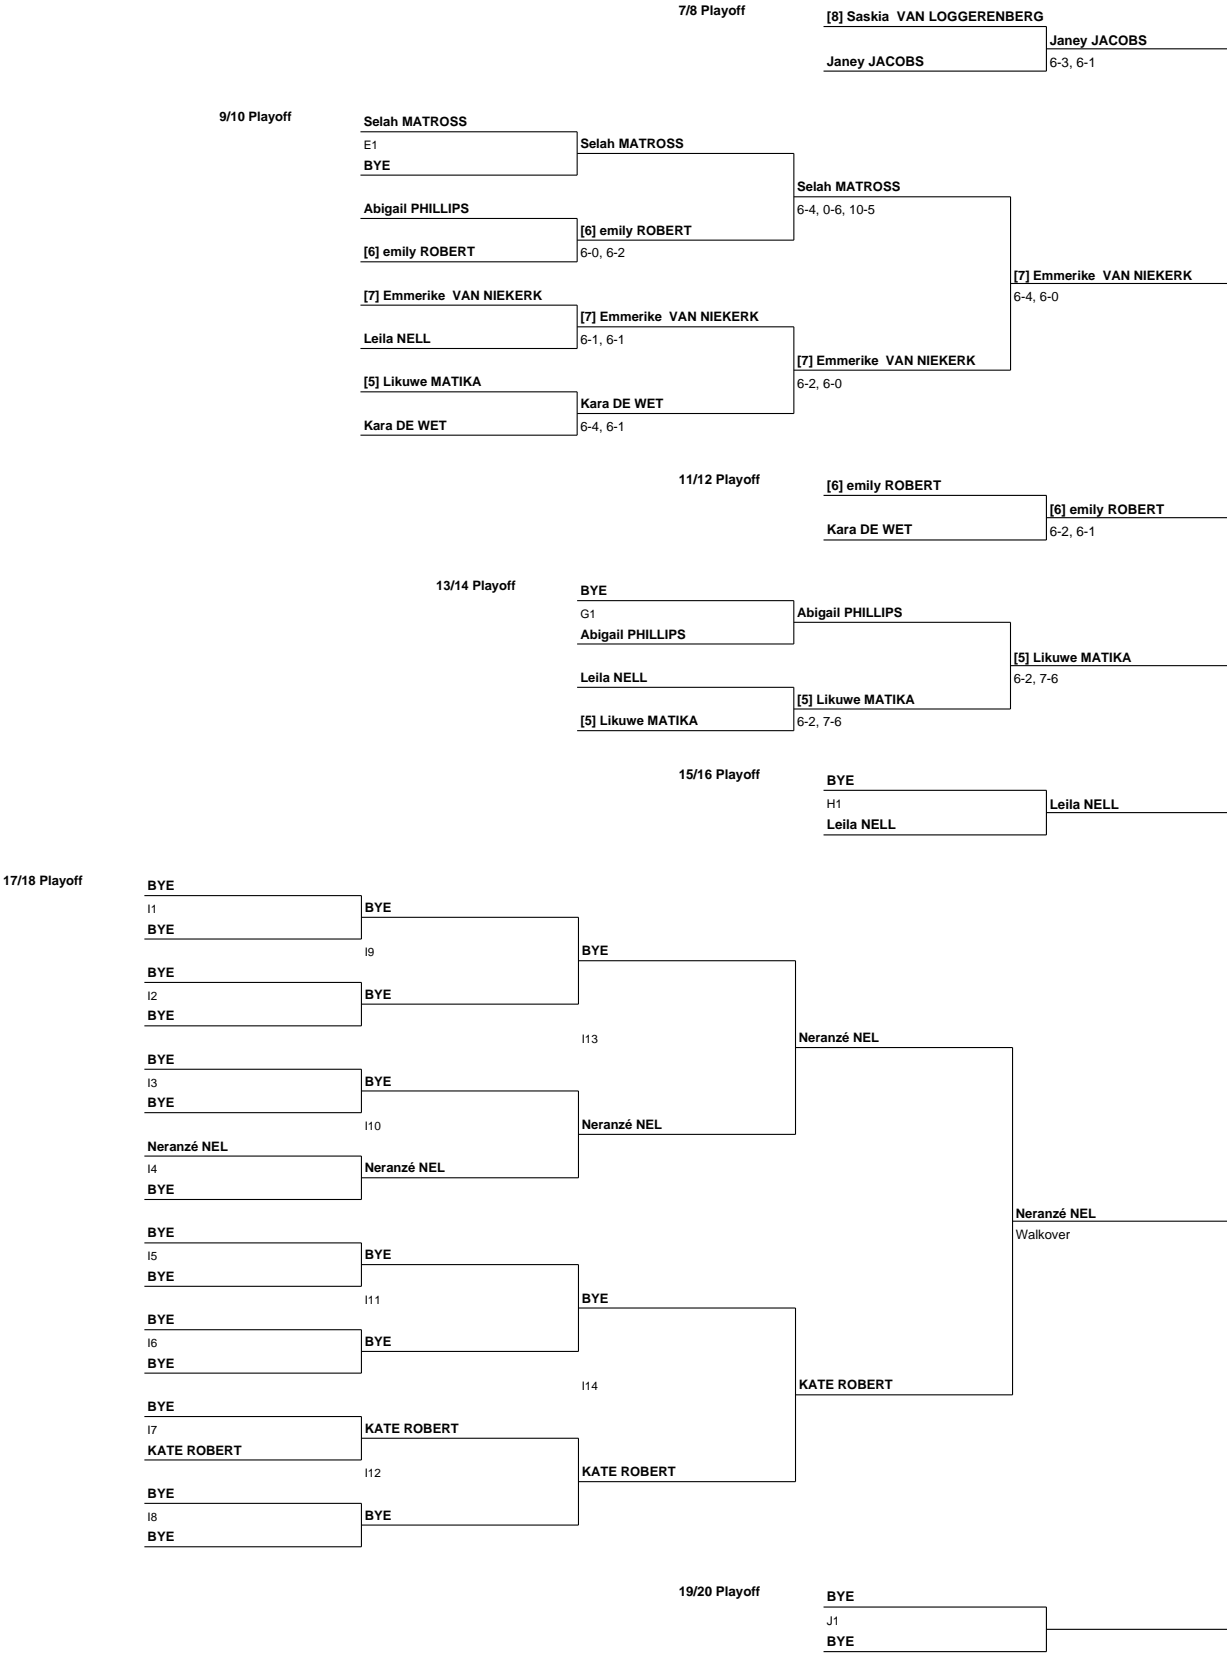 7/8 Playoff
[8] Saskia  VAN LOGGERENBERG
Janey JACOBS
Janey JACOBS
6-3, 6-1
9/10 Playoff
Selah MATROSS
E1
Selah MATROSS
BYE
Selah MATROSS
Abigail PHILLIPS
6-4, 0-6, 10-5
[6] emily ROBERT
[6] emily ROBERT
6-0, 6-2
[7] Emmerike  VAN NIEKERK
[7] Emmerike  VAN NIEKERK
6-4, 6-0
[7] Emmerike  VAN NIEKERK
Leila NELL
6-1, 6-1
[7] Emmerike  VAN NIEKERK
[5] Likuwe MATIKA
6-2, 6-0
Kara DE WET
Kara DE WET
6-4, 6-1
11/12 Playoff
[6] emily ROBERT
[6] emily ROBERT
Kara DE WET
6-2, 6-1
13/14 Playoff
BYE
G1
Abigail PHILLIPS
Abigail PHILLIPS
[5] Likuwe MATIKA
Leila NELL
6-2, 7-6
[5] Likuwe MATIKA
[5] Likuwe MATIKA
6-2, 7-6
15/16 Playoff
BYE
H1
Leila NELL
Leila NELL
17/18 Playoff
BYE
I1
BYE
BYE
I9
BYE
BYE
I2
BYE
BYE
I13
Neranzé NEL
BYE
I3
BYE
BYE
I10
Neranzé NEL
Neranzé NEL
I4
Neranzé NEL
BYE
Neranzé NEL
Walkover
BYE
I5
BYE
BYE
I11
BYE
BYE
I6
BYE
BYE
I14
KATE ROBERT
BYE
I7
KATE ROBERT
KATE ROBERT
I12
KATE ROBERT
BYE
I8
BYE
BYE
19/20 Playoff
BYE
J1
BYE